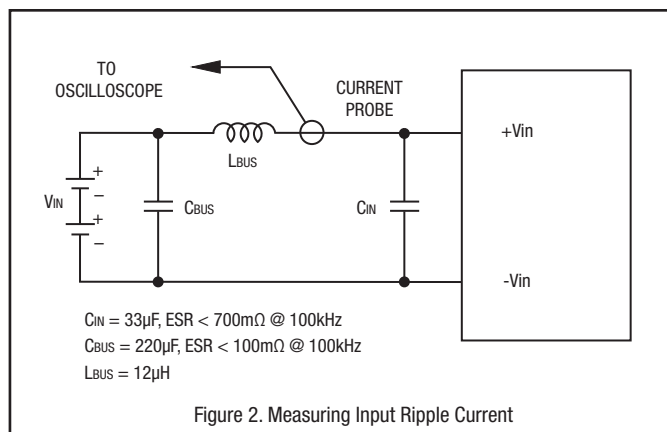 TO
OSCILLOSCOPE
CURRENT
PROBE
+Vin
LBUS
+
−
+
−
VIN
CBUS
CIN
-Vin
CIN = 33µF, ESR < 700mΩ @ 100kHz
CBUS = 220µF, ESR < 100mΩ @ 100kHz
LBUS = 12µH
Figure 2. Measuring Input Ripple Current